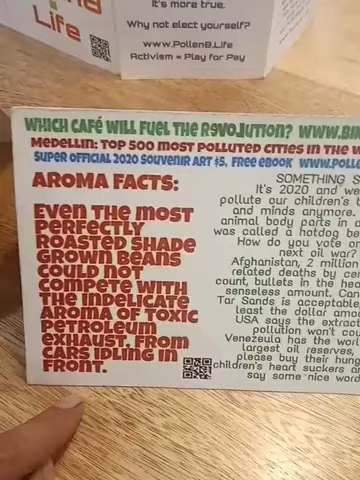 Life
It's more true.
Why not elect yourself?
www.PollenB.Life
Activism = Play for Pay
Which café will fuel the R3VOLUTION? www.Bi
Medellin: Top 500 most polluted cities in the w
Super official 2020 souvenir art $5. Free eBook www.Polle
Aroma Facts:
Even the most
perfectly
roasted shade
grown beans
could not
compete with
the indelicate
aroma of toxic
petroleum
exhaust, from
cars idling in
front.
SOMETHING S
It's 2020 and we
pollute our children's b
and minds anymore.
animal body parts in a
was called a hotdog be
How do you vote an
next oil war?
Afghanistan, 2 million
related deaths by ce
count, bullets in the hea
senseless amount. Can
Tar Sands is acceptable,
least the dollar amou
USA says the extrac
pollution won't cou
Venezuela has the world
largest oil reserves,
please buy their hung
children's heart suckers a
say some nice word